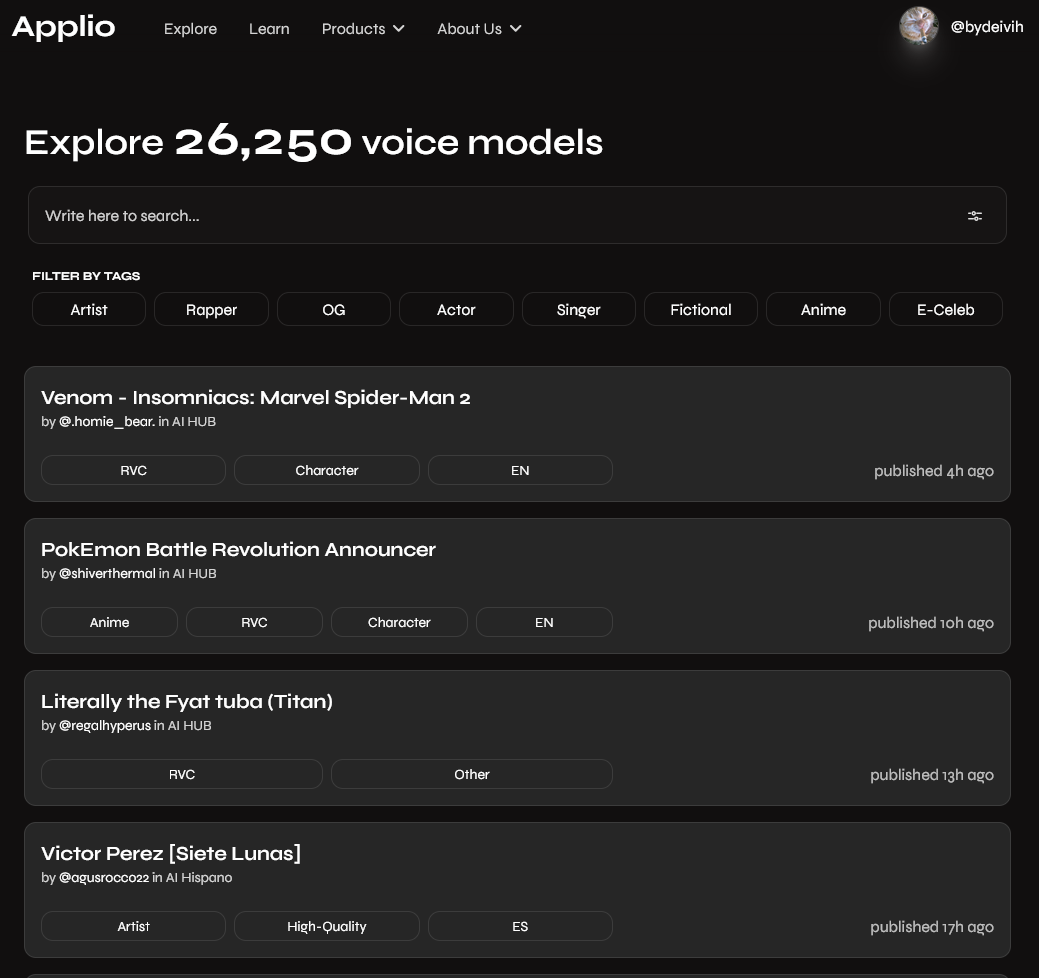 Applio Explore Learn Products About Us @bydeivih
Explore 26,250 voice models
Write here to search...
FILTER BY TAGS
Artist Rapper OG Actor Singer Fictional Anime E-Celeb
Venom - Insomniacs: Marvel Spider-Man 2
by @.homie_bear. in AI HUB
RVC Character EN published 4h ago
PokEmon Battle Revolution Announcer
by @shiverthermal in AI HUB
Anime RVC Character EN published 10h ago
Literally the Fyat tuba (Titan)
by @regalhyperus in AI HUB
RVC Other published 13h ago
Victor Perez [Siete Lunas]
by @agusrocco22 in AI Hispano
Artist High-Quality ES published 17h ago